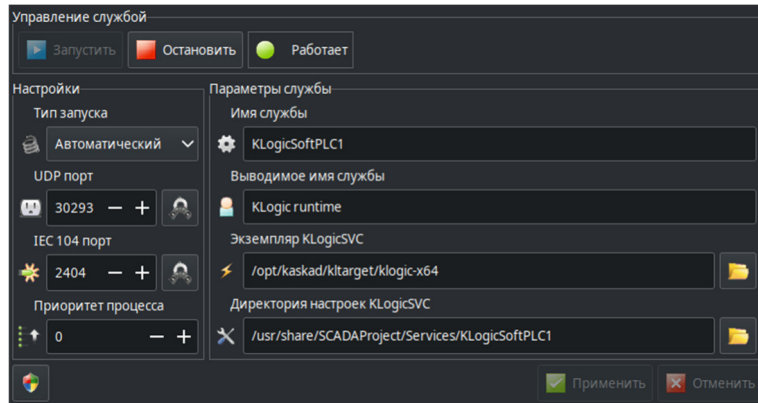 Управление службой
Запустить Остановить Работает
Настройки Параметры службы
Тип запуска Имя службы
Автоматический KLogicSoftPLC1
UDP порт Выводимое имя службы
30293 KLogic runtime
IEC 104 порт Экземпляр KLogicSVC
2404 /opt/kaskad/kltarget/klogic-x64
Приоритет процесса Директория настроек KLogicSVC
0 /usr/share/SCADAProject/Services/KLogicSoftPLC1
Применить Отменить